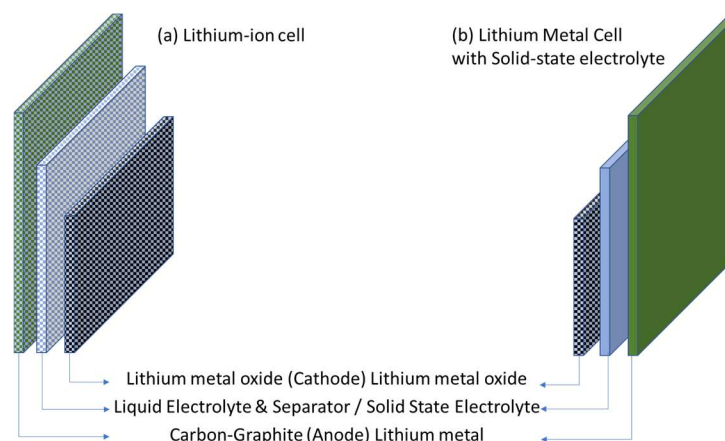 (a) Lithium-ion cell
(b) Lithium Metal Cell
with Solid-state electrolyte
Lithium metal oxide (Cathode) Lithium metal oxide
Liquid Electrolyte & Separator / Solid State Electrolyte
Carbon-Graphite (Anode) Lithium metal